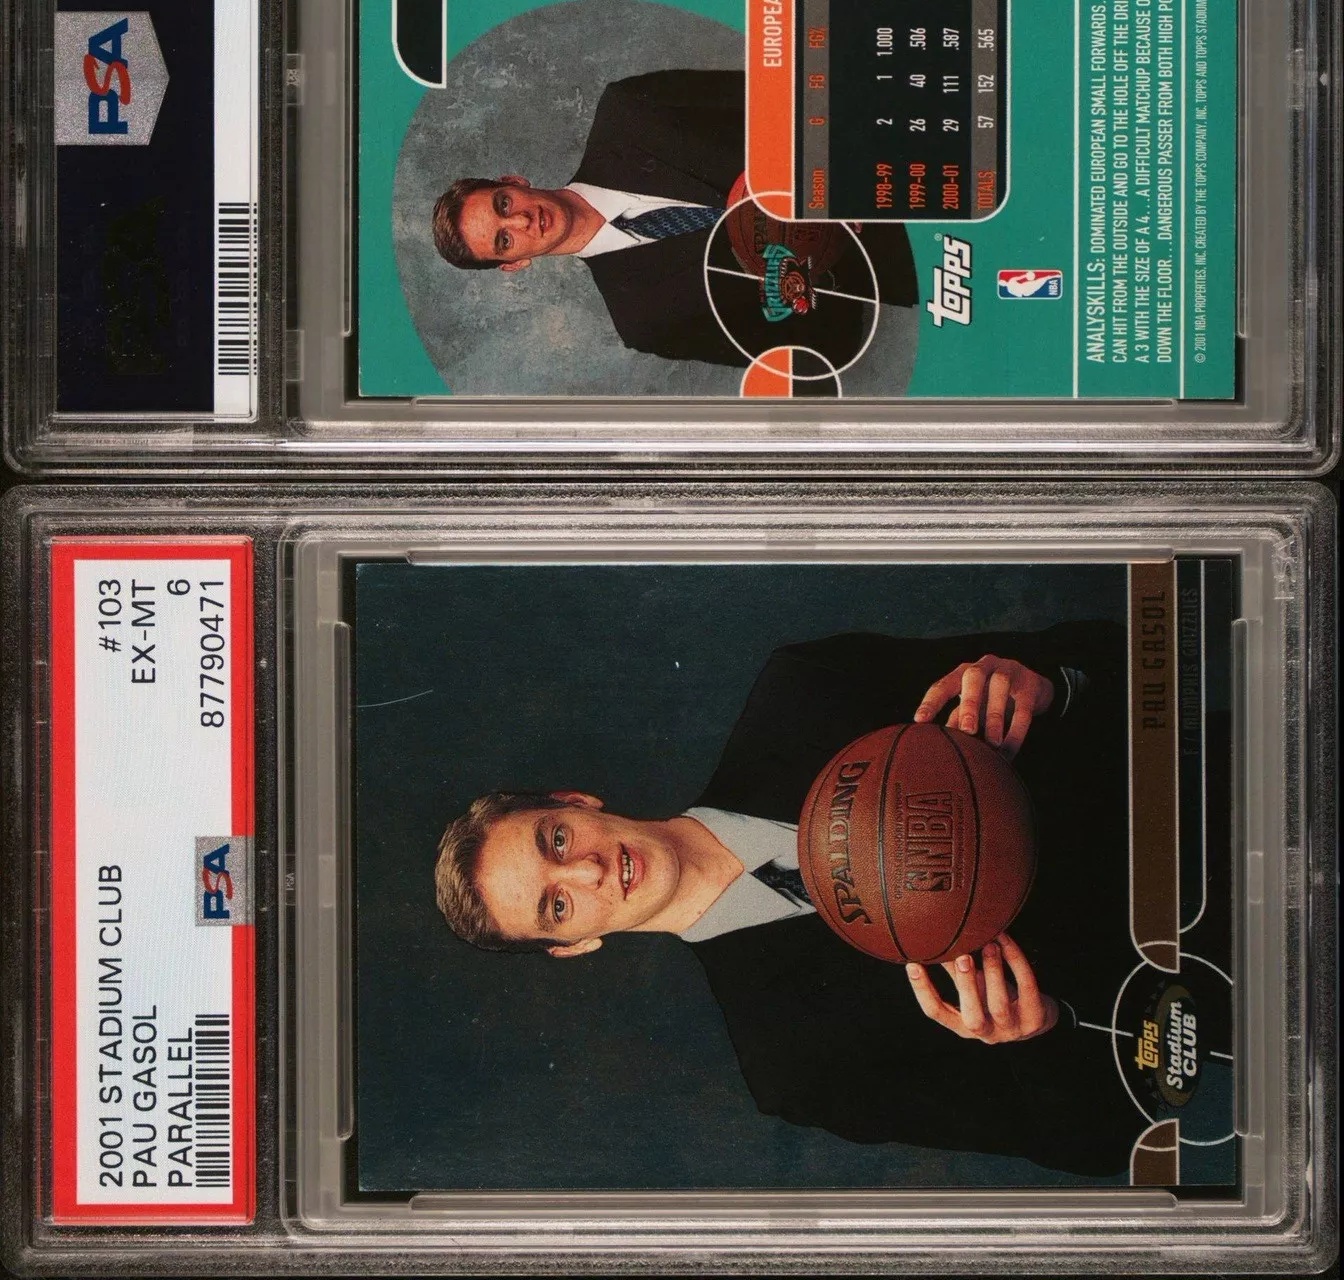 PSA
EUROPEA
Season G FG FG%
1998-99 2 1 1.000
1999-00 26 40 .506
2000-01 29 111 .587
TOTALS 57 152 .565
GRIZZLIES
topps®
NBA
ANALYSKILLS: DOMINATED EUROPEAN SMALL FORWARDS.
CAN HIT FROM THE OUTSIDE AND GO TO THE HOLE OFF THE DRI
A 3 WITH THE SIZE OF A 4. . .A DIFFICULT MATCHUP BECAUSE O
DOWN THE FLOOR. . .DANGEROUS PASSER FROM BOTH HIGH PO
© 2001 NBA PROPERTIES, INC. CREATED BY THE TOPPS COMPANY, INC. TOPPS AND TOPPS STADIUM
2001 STADIUM CLUB #103
PAU GASOL EX-MT
PARALLEL 6
87790471
PSA
SPALDING
NBA
PAU GASOL
F MEMPHIS GRIZZLIES
topps
Stadium
CLUB